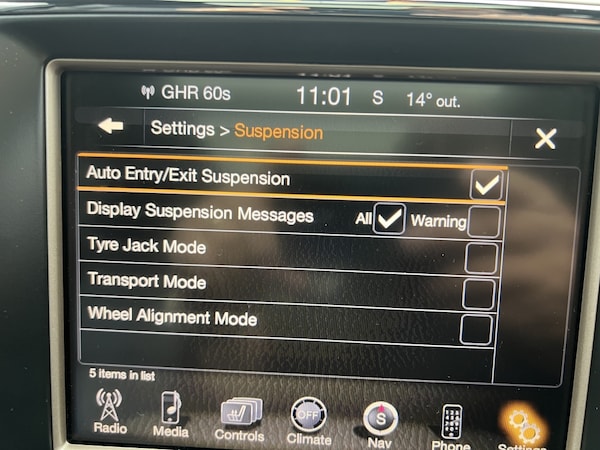 GHR 60s 11:01 S 14° out.
Settings > Suspension
Auto Entry/Exit Suspension
Display Suspension Messages All Warning
Tyre Jack Mode
Transport Mode
Wheel Alignment Mode
5 items in list
OFF S
Radio Media Controls Climate Nav Phone Settings